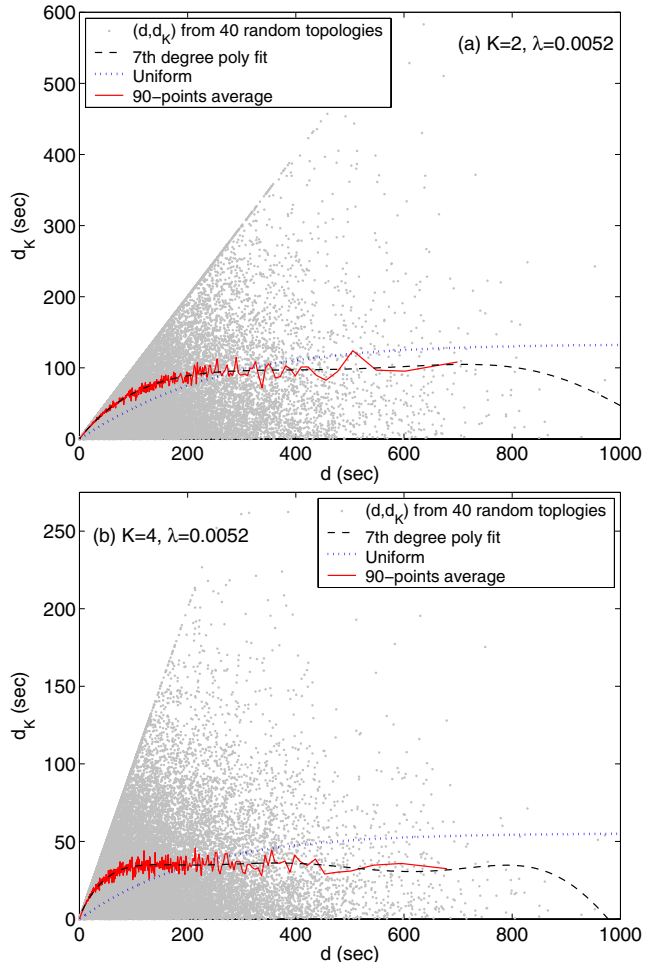 600
500
400
300
200
100
0
0
200
400
600
800
1000
d_K (sec)
d (sec)
(d,d_K) from 40 random topologies
7th degree poly fit
Uniform
90−points average
(a) K=2, λ=0.0052
250
200
150
100
50
0
0
200
400
600
800
1000
d_K (sec)
d (sec)
(b) K=4, λ=0.0052
(d,d_K) from 40 random toplogies
7th degree poly fit
Uniform
90−points average